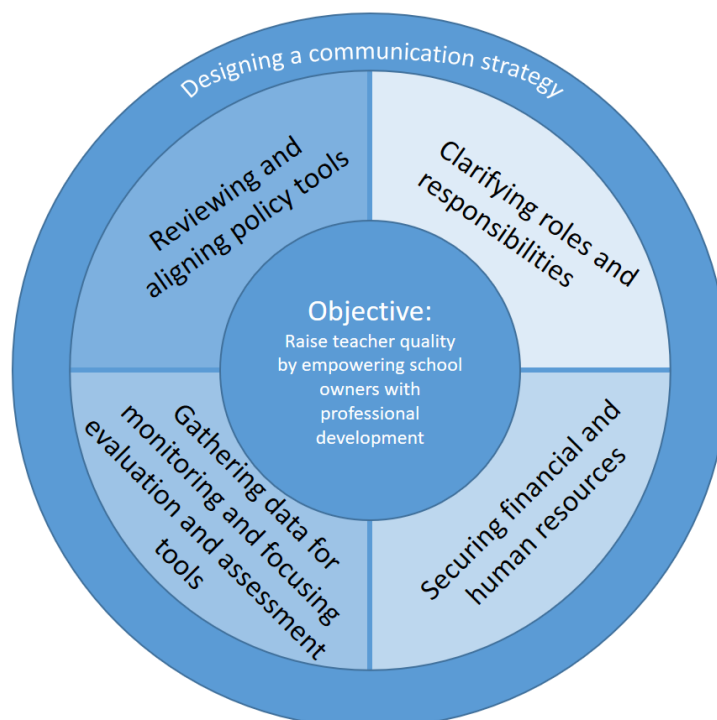 Designing a communication strategy
Reviewing and
aligning policy tools
Clarifying roles and
responsibilities
Objective:
Raise teacher quality
by empowering school
owners with
professional
development
Gathering data for
monitoring and focusing
evaluation and assessment
tools
Securing financial and
human resources